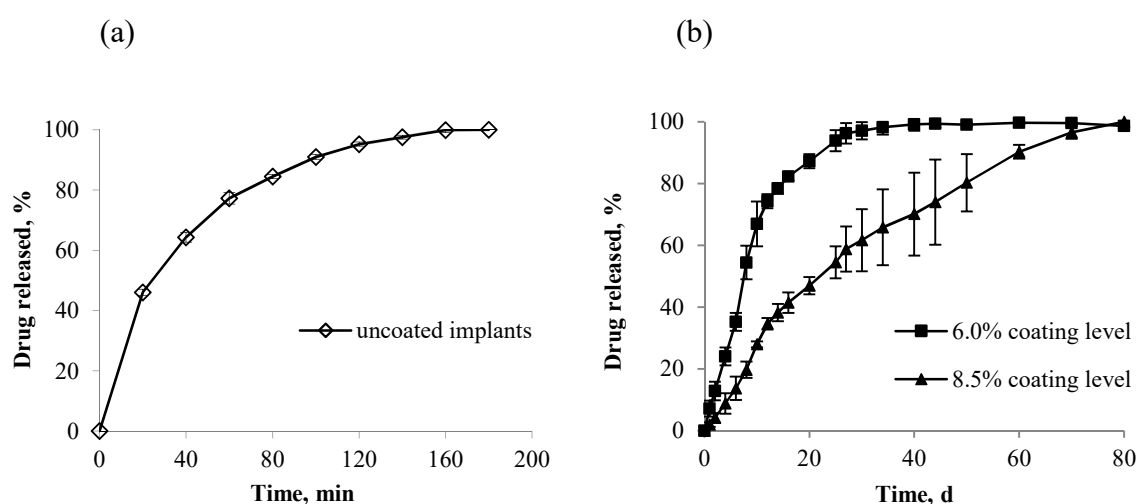 (a)
Drug released, %
100
80
60
40
20
0
uncoated implants
0 40 80 120 160 200
Time, min
(b)
Drug released, %
100
80
60
40
20
0
6.0% coating level
8.5% coating level
0 20 40 60 80
Time, d